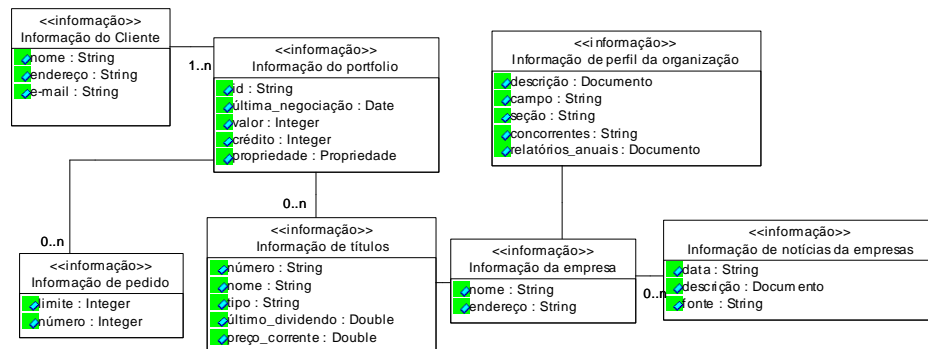 <<informação>>
Informação do Cliente
nome : String
endereço : String
e-mail : String
1..n
<<informação>>
Informação do portfolio
id : String
última_negociação : Date
valor : Integer
crédito : Integer
propriedade : Propriedade
<<informação>>
Informação de perfil da organização
descrição : Documento
campo : String
seção : String
concorrentes : String
relatórios_anuais : Documento
0..n
0..n
<<informação>>
Informação de pedido
limite : Integer
número : Integer
<<informação>>
Informação de títulos
número : String
nome : String
tipo : String
último_dividendo : Double
preço_corrente : Double
<<informação>>
Informação da empresa
nome : String
endereço : String
0..n
<<informação>>
Informação de notícias da empresas
data : String
descrição : Documento
fonte : String